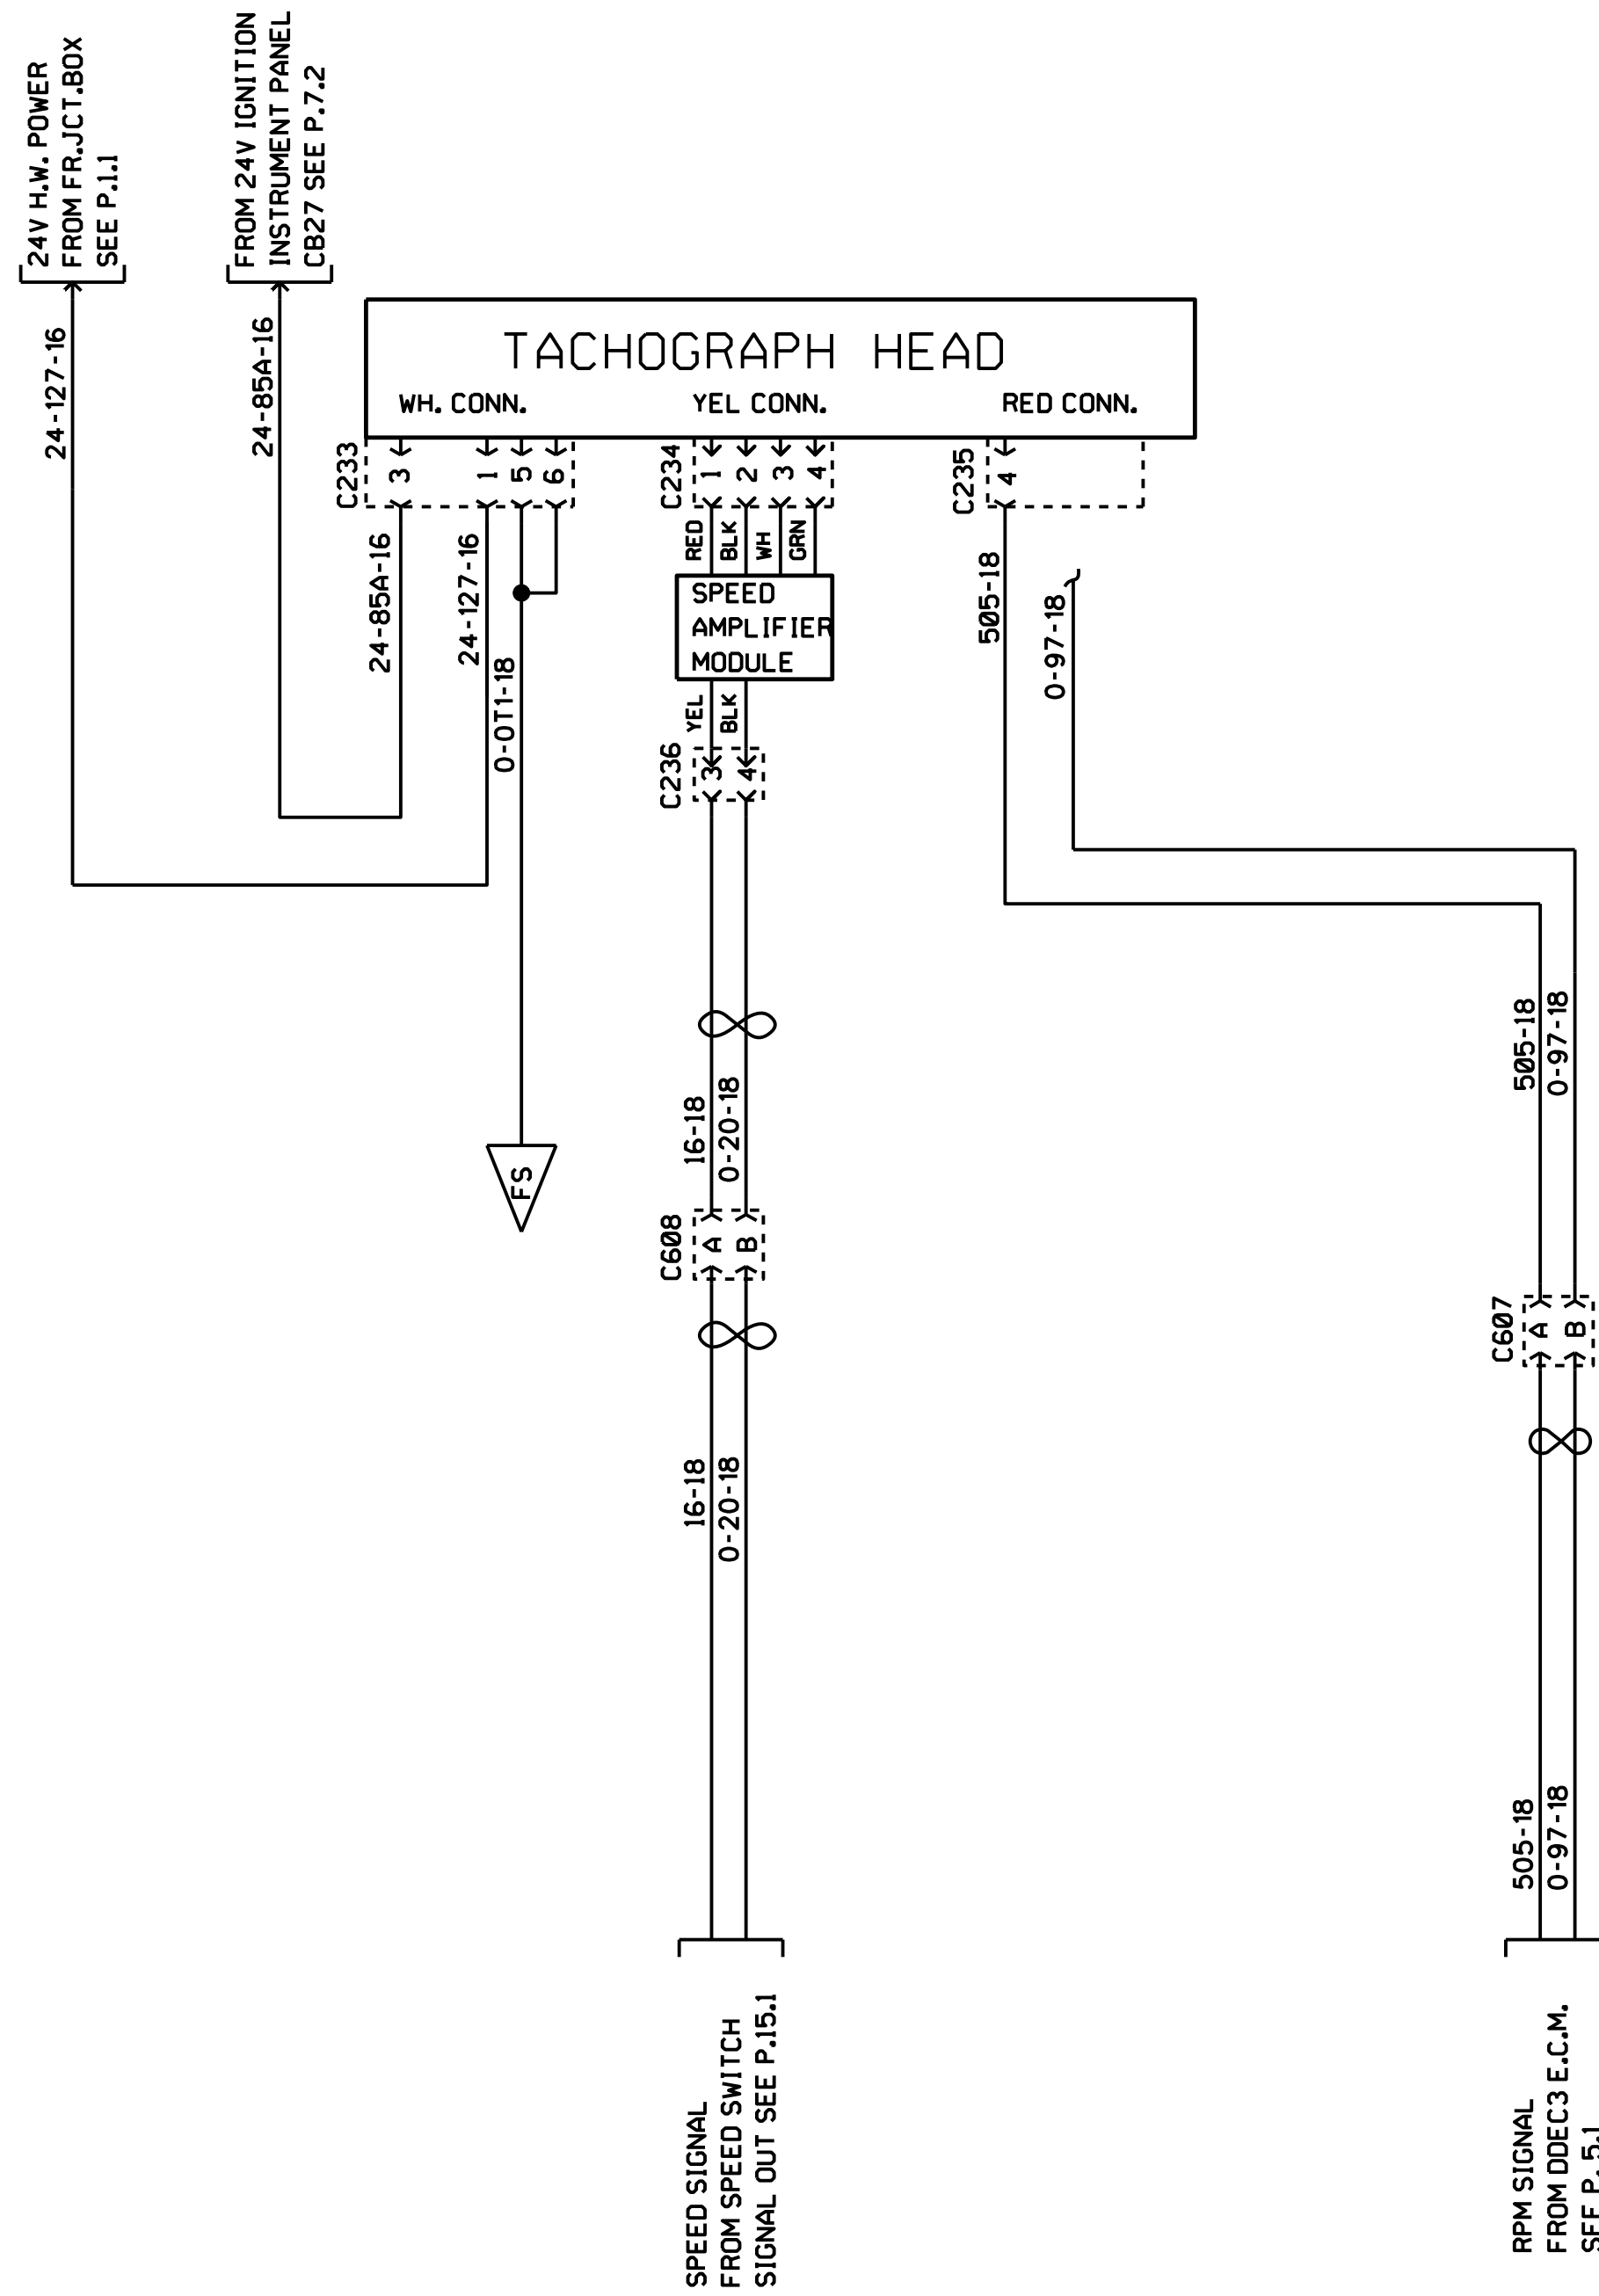 24V H.W. POWER
FROM FR.JCT.BOX
SEE P.1.1
FROM 24V IGNITION
INSTRUMENT PANEL
CB27 SEE P.7.2
24-127-16
24-85A-16
TACHOGRAPH HEAD
WH. CONN.
YEL CONN.
RED CONN.
C233
3
1
5
6
C234
1
2
3
4
C235
4
24-85A-16
24-127-16
0-0T1-18
RED
BLK
WH
GRN
SPEED
AMPLIFIER
MODULE
505-18
0-97-18
YEL
BLK
C236
3
4
16-18
0-20-18
505-18
0-97-18
FS
C608
A
B
C607
A
B
16-18
0-20-18
505-18
0-97-18
SPEED SIGNAL
FROM SPEED SWITCH
SIGNAL OUT SEE P.15.1
RPM SIGNAL
FROM DDEC3 E.C.M.
SEE P. 5.1